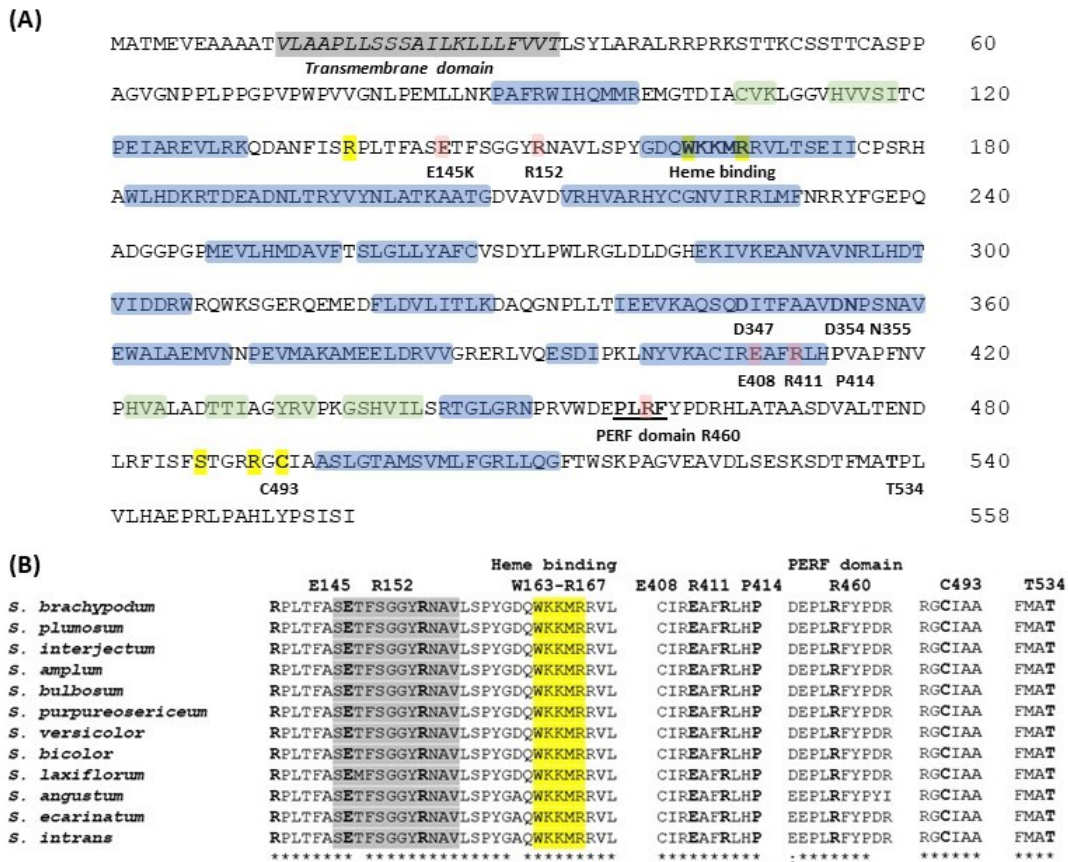 (A)
MATMEVEAAAATVLAAPLLSSSAILKLLLFVVTLSYLARALRRPRKSTTKCSSTTCASPP 60
Transmembrane domain
AGVGNPPLPPGPVPWPVVGNLPEMLLNKPAFRWIHQMMREMGTDIACVKLGGVHVVSITC 120
PEIAREVLRKQDANFISRPLTFASETFSGGYRNAVLSPYGDQWKKMRRVLTSEIICPSRH 180
E145K R152 Heme binding
AWLHDKRTDEADNLTRYVYNLATKAATGDVAVDVRHVARHYCGNVIRRLMFNRRYFGEPQ 240
ADGGPGPMEVLHMDAVFTSLGLLYAFCVSDYLPWLRGLDLDGHEKIVKEANVAVNRLHDT 300
VIDDRWRQWKSGERQEMEDFLDVLITLKDAQGNPLLTIEEVKAQSQDITFAAVDNPSNAV 360
D347 D354 N355
EWALAEMVNNPEVMAKAMEELDRVVGRERLVQESDIPKLNYVKACIREAFRLHPVAPFNV 420
E408 R411 P414
PHVALADTTIAGYRVPKGSHVILSRTGLGRNPRVWDEPLRFYPDRHLATAASDVALTEND 480
PERF domain R460
LRFISFSTGRRGCIAASLGTAMSVMLFGRLLQGFTWSKPAGVEAVDLSESKSDTFMATPL 540
C493 T534
VLHAEPRLPAHLYPSISI 558
(B)
Heme binding PERF domain
E145 R152 W163-R167 E408 R411 P414 R460 C493 T534
S. brachypodum RPLTFASETFSGGYRNAVLSPYGDQWKKMRRVL CIREAFRLHP DEPLRFYPDR RGCIAA FMAT
S. plumosum RPLTFASETFSGGYRNAVLSPYGDQWKKMRRVL CIREAFRLHP DEPLRFYPDR RGCIAA FMAT
S. interjectum RPLTFASETFSGGYRNAVLSPYGDQWKKMRRVL CIREAFRLHP DEPLRFYPDR RGCIAA FMAT
S. amplum RPLTFASETFSGGYRNAVLSPYGDQWKKMRRVL CIREAFRLHP DEPLRFYPDR RGCIAA FMAT
S. bulbosum RPLTFASETFSGGYRNAVLSPYGDQWKKMRRVL CIREAFRLHP DEPLRFYPDR RGCIAA FMAT
S. purpureosericeum RPLTFASETFSGGYRNAVLSPYGDQWKKMRRVL CIREAFRLHP DEPLRFYPDR RGCIAA FMAT
S. versicolor RPLTFASETFSGGYRNAVLSPYGDQWKKMRRVL CIREAFRLHP DEPLRFYPDR RGCIAA FMAT
S. bicolor RPLTFASETFSGGYRNAVLSPYGDQWKKMRRVL CIREAFRLHP DEPLRFYPDR RGCIAA FMAT
S. laxiflorum RPLTFASEMFSGGYRNAVLSPYGAQWKKMRRVL CIREAFRLHP DEPLRFYPDR RGCIAA FMAT
S. angustum RPLTFASETFSGGYRNAVLSPYGAQWKKMRRVL CIREAFRLHP EEPLRFYPYI RGCIAA FMAT
S. ecarinatum RPLTFASETFSGGYRNAVLSPYGAQWKKMRRVL CIREAFRLHP EEPLRFYPDR RGCIAA FMAT
S. intrans RPLTFASETFSGGYRNAVLSPYGAQWKKMRRVL CIREAFRLHP EEPLRFYPDR RGCIAA FMAT
******** ************** ********* ********** :******* ****** ****